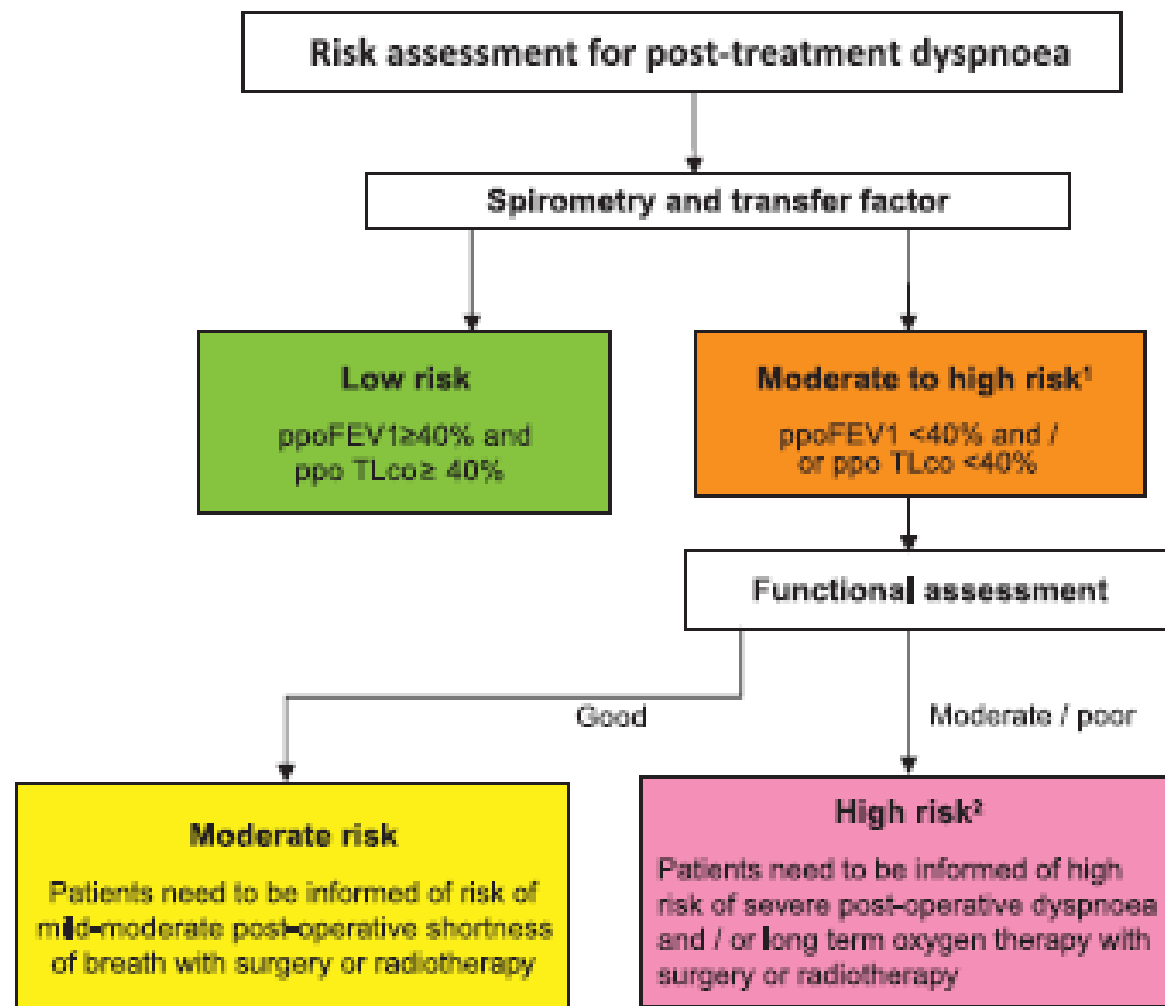 Risk assessment for post-treatment dyspnoea
Spirometry and transfer factor
Low risk
ppoFEV1≥40% and
ppo TLco≥ 40%
Moderate to high risk¹
ppoFEV1 <40% and /
or ppo TLco <40%
Functional assessment
Good
Moderate / poor
Moderate risk
Patients need to be informed of risk of
mild-moderate post-operative shortness
of breath with surgery or radiotherapy
High risk²
Patients need to be informed of high
risk of severe post-operative dyspnoea
and / or long term oxygen therapy with
surgery or radiotherapy